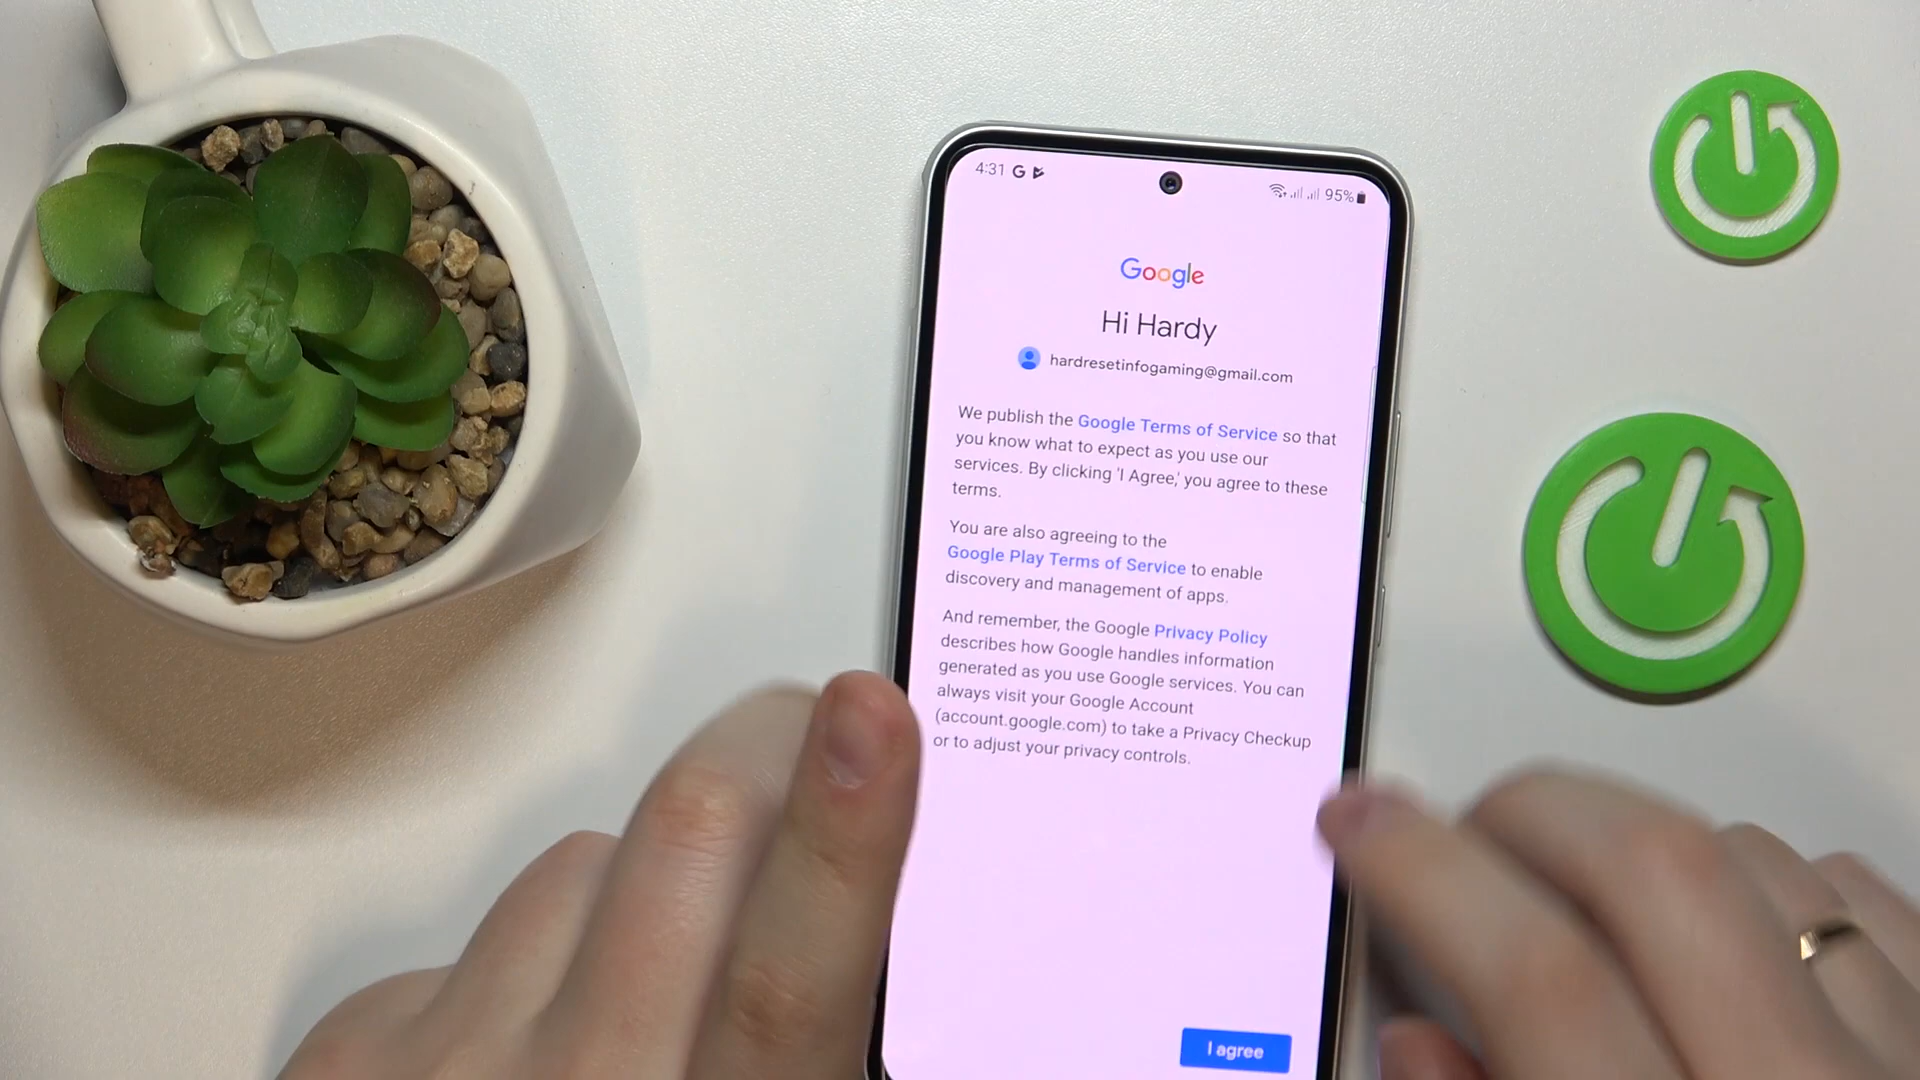 4:31 G 95%
Google
Hi Hardy
hardresetinfogaming@gmail.com
We publish the Google Terms of Service so that
you know what to expect as you use our
services. By clicking 'I Agree,' you agree to these
terms.
You are also agreeing to the
Google Play Terms of Service to enable
discovery and management of apps.
And remember, the Google Privacy Policy
describes how Google handles information
generated as you use Google services. You can
always visit your Google Account
(account.google.com) to take a Privacy Checkup
or to adjust your privacy controls.
I agree